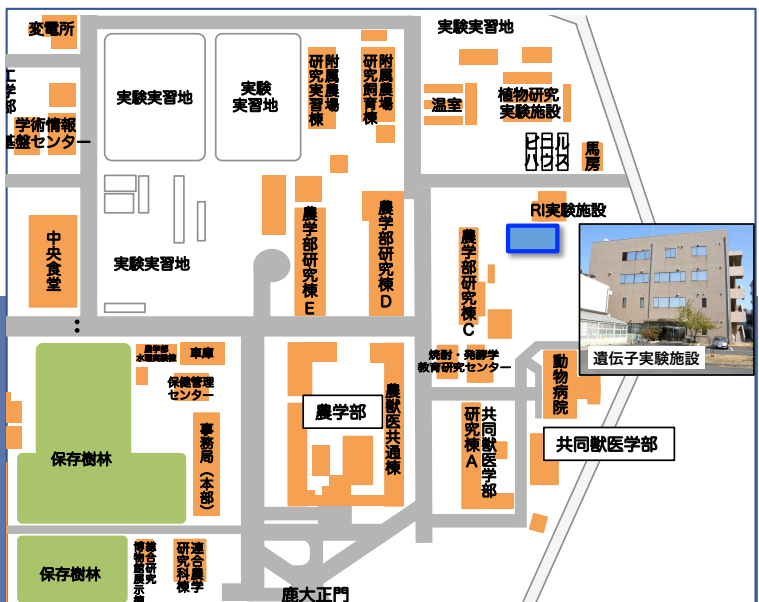 変電所
工学部
学術情報
基盤センター
実験実習地
実験
実習地
附属農場
研究実習棟
附属農場
研究飼育棟
実験実習地
温室
植物研究
実験施設
ビニール
ハウス
馬房
RI実験施設
中央食堂
実験実習地
農学部研究棟E
農学部研究棟D
農学部研究棟C
遺伝子実験施設
農学部
水理実験棟
車庫
保健管理
センター
事務局（本部）
保存樹林
農学部
農獣医共通棟
焼酎・発酵学
教育研究センター
動物病院
共同獣医学部
研究棟A
共同獣医学部
保存樹林
総合研究
博物館展示
連合農学
研究科棟
鹿大正門